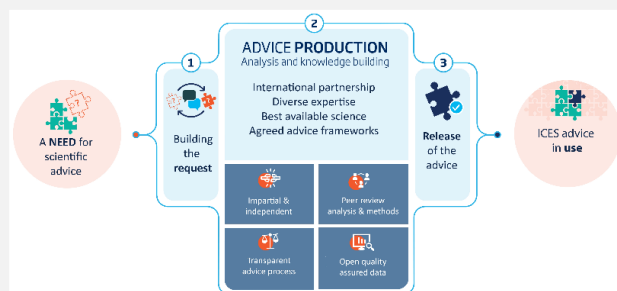 A NEED for
scientific
advice
1
Building
the
request
2
ADVICE PRODUCTION
Analysis and knowledge building
International partnership
Diverse expertise
Best available science
Agreed advice frameworks
Impartial &
independent
Peer review
analysis & methods
Transparent
advice process
Open quality
assured data
3
Release
of the
advice
ICES advice
in use